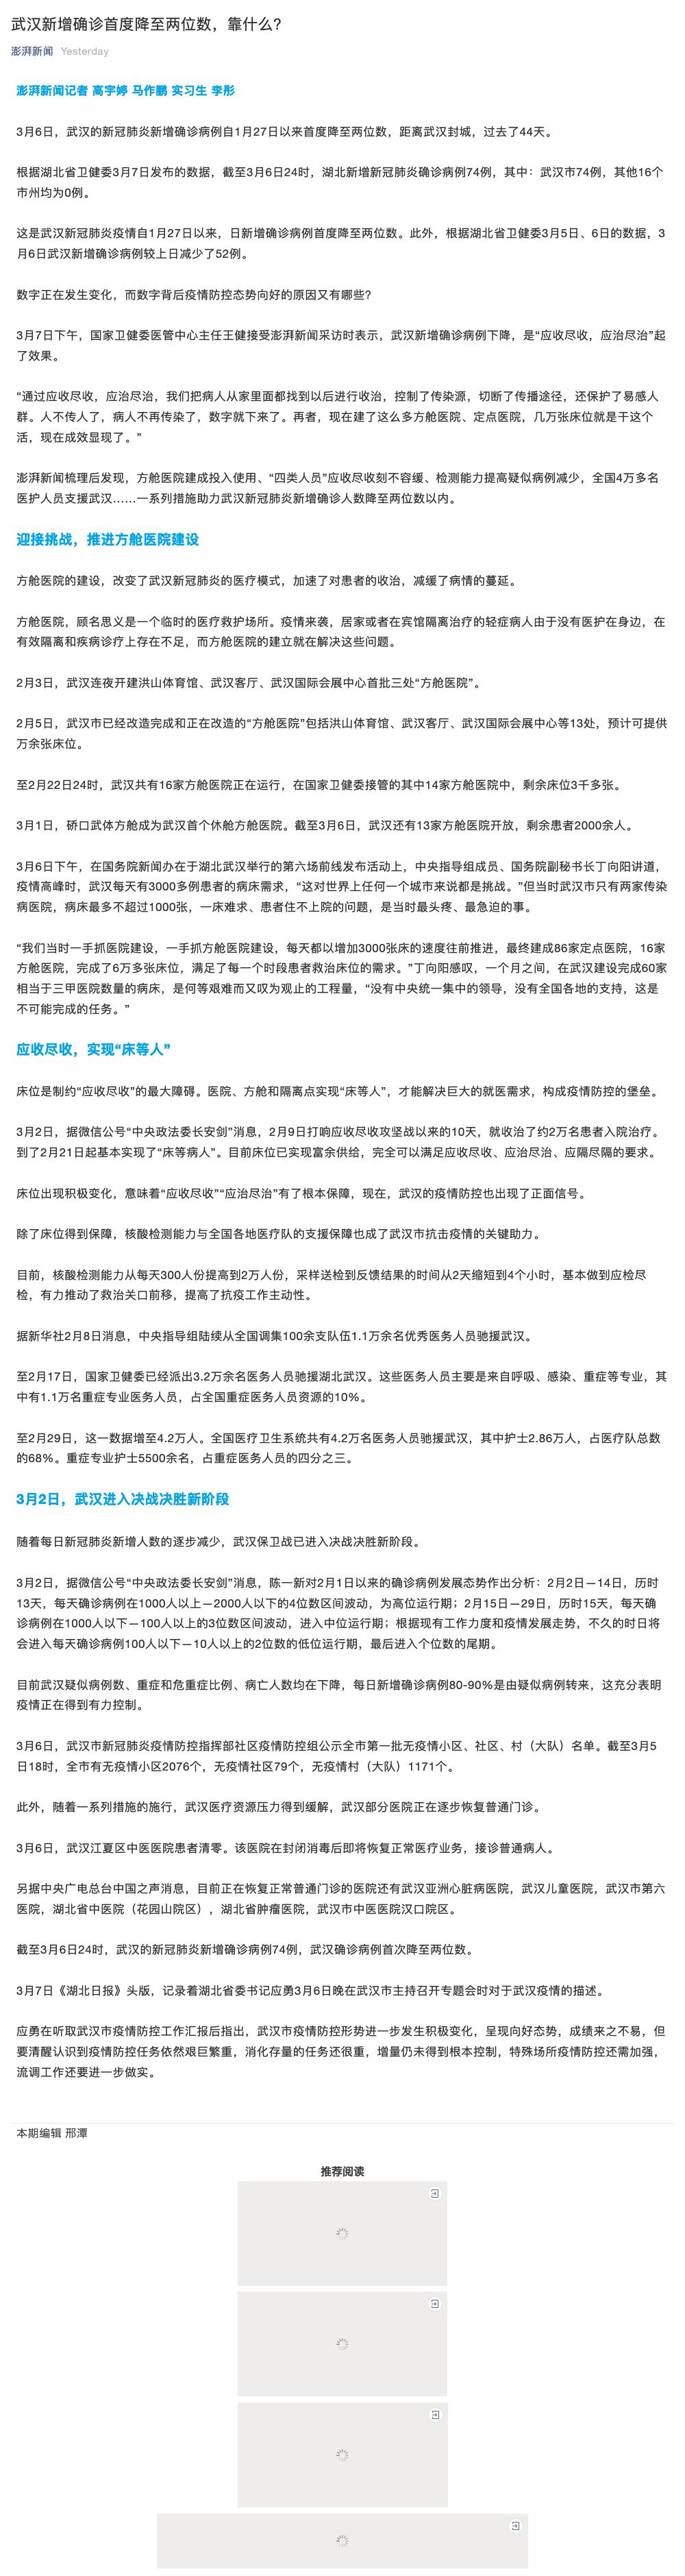 武汉新增确诊首度降至两位数，靠什么？
澎湃新闻 Yesterday
澎湃新闻记者 高宇婷 马作鹏 实习生 李彤
3月6日，武汉的新冠肺炎新增确诊病例自1月27日以来首度降至两位数，距离武汉封城，过去了44天。
根据湖北省卫健委3月7日发布的数据，截至3月6日24时，湖北新增新冠肺炎确诊病例74例，其中：武汉市74例，其他16个
市州均为0例。
这是武汉新冠肺炎疫情自1月27日以来，日新增确诊病例首度降至两位数。此外，根据湖北省卫健委3月5日、6日的数据，3
月6日武汉新增确诊病例较上日减少了52例。
数字正在发生变化，而数字背后疫情防控态势向好的原因又有哪些？
3月7日下午，国家卫健委医管中心主任王健接受澎湃新闻采访时表示，武汉新增确诊病例下降，是“应收尽收，应治尽治”起
了效果。
“通过应收尽收，应治尽治，我们把病人从家里面都找到以后进行收治，控制了传染源，切断了传播途径，还保护了易感人
群。人不传人了，病人不再传染了，数字就下来了。再者，现在建了这么多方舱医院、定点医院，几万张床位就是干这个
活，现在成效显现了。”
澎湃新闻梳理后发现，方舱医院建成投入使用、“四类人员”应收尽收刻不容缓、检测能力提高疑似病例减少，全国4万多名
医护人员支援武汉……一系列措施助力武汉新冠肺炎新增确诊人数降至两位数以内。
迎接挑战，推进方舱医院建设
方舱医院的建设，改变了武汉新冠肺炎的医疗模式，加速了对患者的收治，减缓了病情的蔓延。
方舱医院，顾名思义是一个临时的医疗救护场所。疫情来袭，居家或者在宾馆隔离治疗的轻症病人由于没有医护在身边，在
有效隔离和疾病诊疗上存在不足，而方舱医院的建立就在解决这些问题。
2月3日，武汉连夜开建洪山体育馆、武汉客厅、武汉国际会展中心首批三处“方舱医院”。
2月5日，武汉市已经改造完成和正在改造的“方舱医院”包括洪山体育馆、武汉客厅、武汉国际会展中心等13处，预计可提供
万余张床位。
至2月22日24时，武汉共有16家方舱医院正在运行，在国家卫健委接管的其中14家方舱医院中，剩余床位3千多张。
3月1日，硚口武体方舱成为武汉首个休舱方舱医院。截至3月6日，武汉还有13家方舱医院开放，剩余患者2000余人。
3月6日下午，在国务院新闻办在于湖北武汉举行的第六场前线发布活动上，中央指导组成员、国务院副秘书长丁向阳讲道，
疫情高峰时，武汉每天有3000多例患者的病床需求，“这对世界上任何一个城市来说都是挑战。”但当时武汉市只有两家传染
病医院，病床最多不超过1000张，一床难求、患者住不上院的问题，是当时最头疼、最急迫的事。
“我们当时一手抓医院建设，一手抓方舱医院建设，每天都以增加3000张床的速度往前推进，最终建成86家定点医院，16家
方舱医院，完成了6万多张床位，满足了每一个时段患者救治床位的需求。”丁向阳感叹，一个月之间，在武汉建设完成60家
相当于三甲医院数量的病床，是何等艰难而又叹为观止的工程量，“没有中央统一集中的领导，没有全国各地的支持，这是
不可能完成的任务。”
应收尽收，实现“床等人”
床位是制约“应收尽收”的最大障碍。医院、方舱和隔离点实现“床等人”，才能解决巨大的就医需求，构成疫情防控的堡垒。
3月2日，据微信公号“中央政法委长安剑”消息，2月9日打响应收尽收攻坚战以来的10天，就收治了约2万名患者入院治疗。
到了2月21日起基本实现了“床等病人”。目前床位已实现富余供给，完全可以满足应收尽收、应治尽治、应隔尽隔的要求。
床位出现积极变化，意味着“应收尽收”“应治尽治”有了根本保障，现在，武汉的疫情防控也出现了正面信号。
除了床位得到保障，核酸检测能力与全国各地医疗队的支援保障也成了武汉市抗击疫情的关键助力。
目前，核酸检测能力从每天300人份提高到2万人份，采样送检到反馈结果的时间从2天缩短到4个小时，基本做到应检尽
检，有力推动了救治关口前移，提高了抗疫工作主动性。
据新华社2月8日消息，中央指导组陆续从全国调集100余支队伍1.1万余名优秀医务人员驰援武汉。
至2月17日，国家卫健委已经派出3.2万余名医务人员驰援湖北武汉。这些医务人员主要是来自呼吸、感染、重症等专业，其
中有1.1万名重症专业医务人员，占全国重症医务人员资源的10%。
至2月29日，这一数据增至4.2万人。全国医疗卫生系统共有4.2万名医务人员驰援武汉，其中护士2.86万人，占医疗队总数
的68%。重症专业护士5500余名，占重症医务人员的四分之三。
3月2日，武汉进入决战决胜新阶段
随着每日新冠肺炎新增人数的逐步减少，武汉保卫战已进入决战决胜新阶段。
3月2日，据微信公号“中央政法委长安剑”消息，陈一新对2月1日以来的确诊病例发展态势作出分析：2月2日—14日，历时
13天，每天确诊病例在1000人以上—2000人以下的4位数区间波动，为高位运行期；2月15日—29日，历时15天，每天确
诊病例在1000人以下—100人以上的3位数区间波动，进入中位运行期；根据现有工作力度和疫情发展走势，不久的时日将
会进入每天确诊病例100人以下—10人以上的2位数的低位运行期，最后进入个位数的尾期。
目前武汉疑似病例数、重症和危重症比例、病亡人数均在下降，每日新增确诊病例80-90%是由疑似病例转来，这充分表明
疫情正在得到有力控制。
3月6日，武汉市新冠肺炎疫情防控指挥部社区疫情防控组公示全市第一批无疫情小区、社区、村（大队）名单。截至3月5
日18时，全市有无疫情小区2076个，无疫情社区79个，无疫情村（大队）1171个。
此外，随着一系列措施的施行，武汉医疗资源压力得到缓解，武汉部分医院正在逐步恢复普通门诊。
3月6日，武汉江夏区中医医院患者清零。该医院在封闭消毒后即将恢复正常医疗业务，接诊普通病人。
另据中央广电总台中国之声消息，目前正在恢复正常普通门诊的医院还有武汉亚洲心脏病医院，武汉儿童医院，武汉市第六
医院，湖北省中医院（花园山院区），湖北省肿瘤医院，武汉市中医医院汉口院区。
截至3月6日24时，武汉的新冠肺炎新增确诊病例74例，武汉确诊病例首次降至两位数。
3月7日《湖北日报》头版，记录着湖北省委书记应勇3月6日晚在武汉市主持召开专题会时对于武汉疫情的描述。
应勇在听取武汉市疫情防控工作汇报后指出，武汉市疫情防控形势进一步发生积极变化，呈现向好态势，成绩来之不易，但
要清醒认识到疫情防控任务依然艰巨繁重，消化存量的任务还很重，增量仍未得到根本控制，特殊场所疫情防控还需加强，
流调工作还要进一步做实。
本期编辑 邢潭
推荐阅读